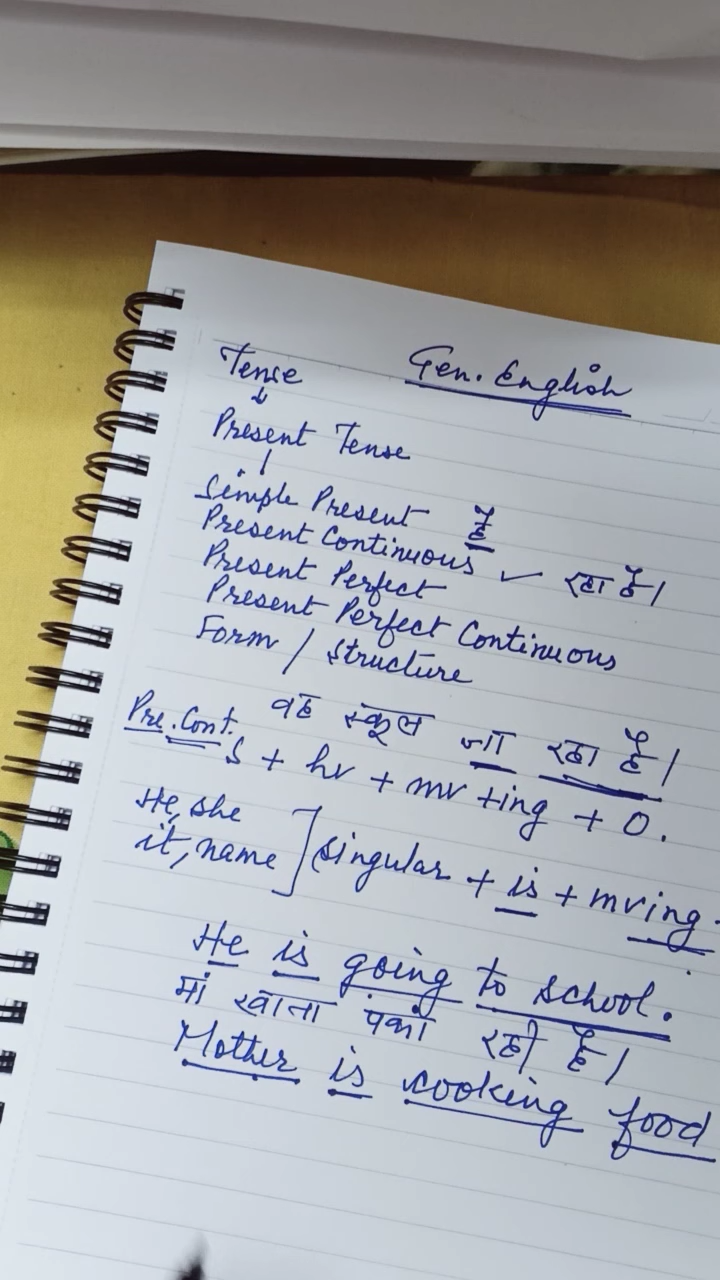 Gen. English
Tense
↓
Present Tense
Simple Present है
Present Continuous ✓ रहा है।
Present Perfect
Present Perfect Continuous
Form / Structure
वह स्कूल जा रहा है।
Pre. Cont. S + hv + mv + ing + O.
He, she
it, name ] singular + is + mving.
He is going to school.
मां खाना पका रही है।
Mother is cooking food